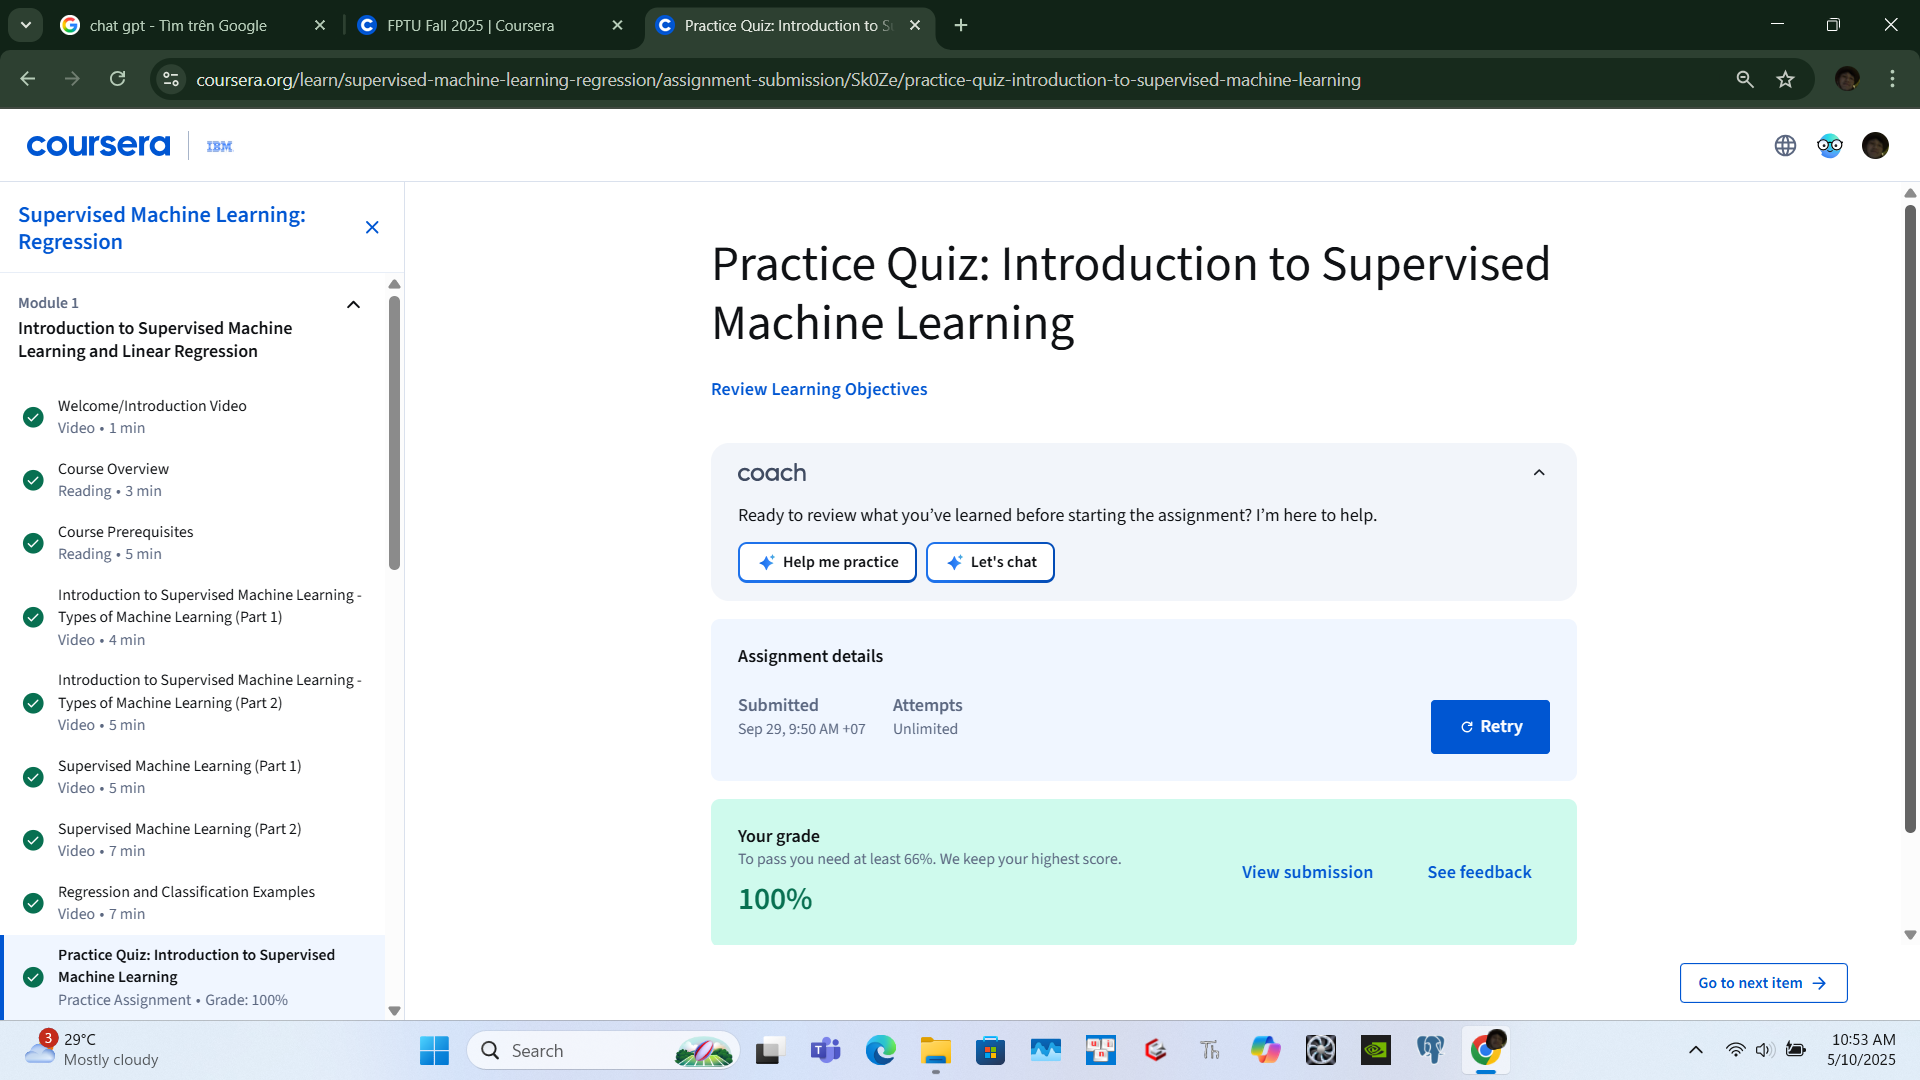 chat gpt - Tìm trên Google
FPTU Fall 2025 | Coursera
Practice Quiz: Introduction to S
coursera.org/learn/supervised-machine-learning-regression/assignment-submission/Sk0Ze/practice-quiz-introduction-to-supervised-machine-learning
coursera
IBM
Supervised Machine Learning:
Regression
Module 1
Introduction to Supervised Machine
Learning and Linear Regression
Welcome/Introduction Video
Video • 1 min
Course Overview
Reading • 3 min
Course Prerequisites
Reading • 5 min
Introduction to Supervised Machine Learning -
Types of Machine Learning (Part 1)
Video • 4 min
Introduction to Supervised Machine Learning -
Types of Machine Learning (Part 2)
Video • 5 min
Supervised Machine Learning (Part 1)
Video • 5 min
Supervised Machine Learning (Part 2)
Video • 7 min
Regression and Classification Examples
Video • 7 min
Practice Quiz: Introduction to Supervised
Machine Learning
Practice Assignment • Grade: 100%
Practice Quiz: Introduction to Supervised
Machine Learning
Review Learning Objectives
coach
Ready to review what you’ve learned before starting the assignment? I’m here to help.
Help me practice
Let's chat
Assignment details
Submitted
Sep 29, 9:50 AM +07
Attempts
Unlimited
Retry
Your grade
To pass you need at least 66%. We keep your highest score.
100%
View submission
See feedback
Go to next item
3
29°C
Mostly cloudy
Search
Th
10:53 AM
5/10/2025